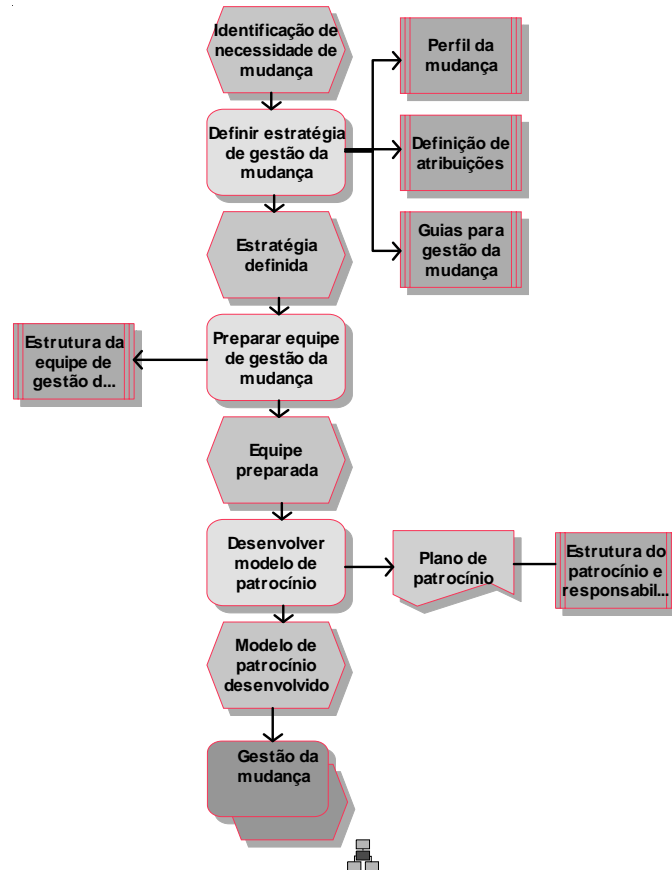 Identificação de
necessidade de
mudança
Perfil da
mudança
Definir estratégia
de gestão da
mudança
Definição de
atribuições
Guias para
gestão da
mudança
Estratégia
definida
Preparar equipe
de gestão da
mudança
Estrutura da
equipe de
gestão d...
Equipe
preparada
Desenvolver
modelo de
patrocínio
Plano de
patrocínio
Estrutura do
patrocínio e
responsabil...
Modelo de
patrocínio
desenvolvido
Gestão da
mudança